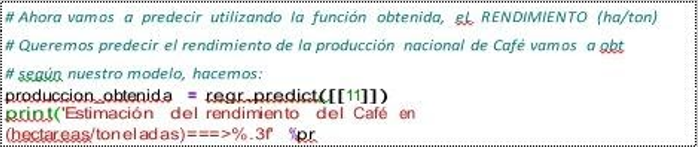 # Ahora vamos a predecir utilizando la función obtenida, eL RENDIMIENTO (ha/ton)
# Queremos predecir el rendimiento de la producción nacional de Café vamos a obt
# según nuestro modelo, hacemos:
produccion_obtenida = regr.predict([[11]])
print('Estimación del rendimiento del Café en
(hectareas/toneladas)===>%.3f' %pr